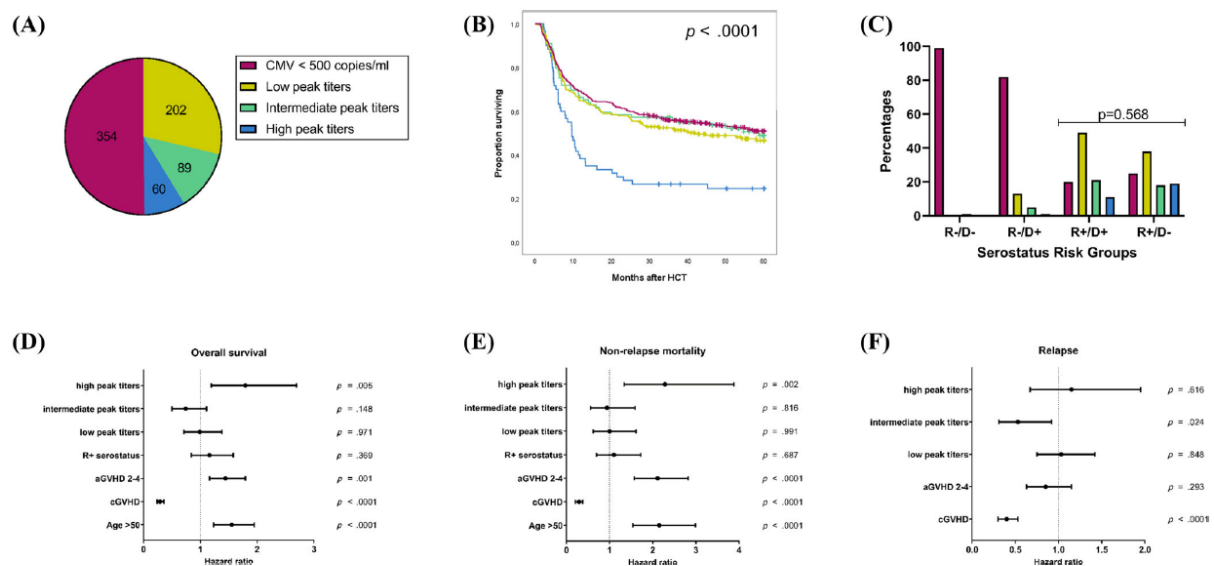 (A)
CMV < 500 copies/ml
Low peak titers
Intermediate peak titers
High peak titers
354
202
89
60
(B)
p < .0001
Proportion surviving
1,0
0,8
0,6
0,4
0,2
0,0
0 10 20 30 40 50 60
Months after HCT
(C)
p=0.568
Percentages
100
80
60
40
20
0
R-/D- R-/D+ R+/D+ R+/D-
Serostatus Risk Groups
(D)
Overall survival
high peak titers p = .005
intermediate peak titers p = .148
low peak titers p = .971
R+ serostatus p = .369
aGVHD 2-4 p = .001
cGVHD p < .0001
Age >50 p < .0001
0 1 2 3
Hazard ratio
(E)
Non-relapse mortality
high peak titers p = .002
intermediate peak titers p = .816
low peak titers p = .991
R+ serostatus p = .687
aGVHD 2-4 p < .0001
cGVHD p < .0001
Age >50 p < .0001
0 1 2 3 4
Hazard ratio
(F)
Relapse
high peak titers p = .616
intermediate peak titers p = .024
low peak titers p = .848
aGVHD 2-4 p = .293
cGVHD p < .0001
0.0 0.5 1.0 1.5 2.0
Hazard ratio